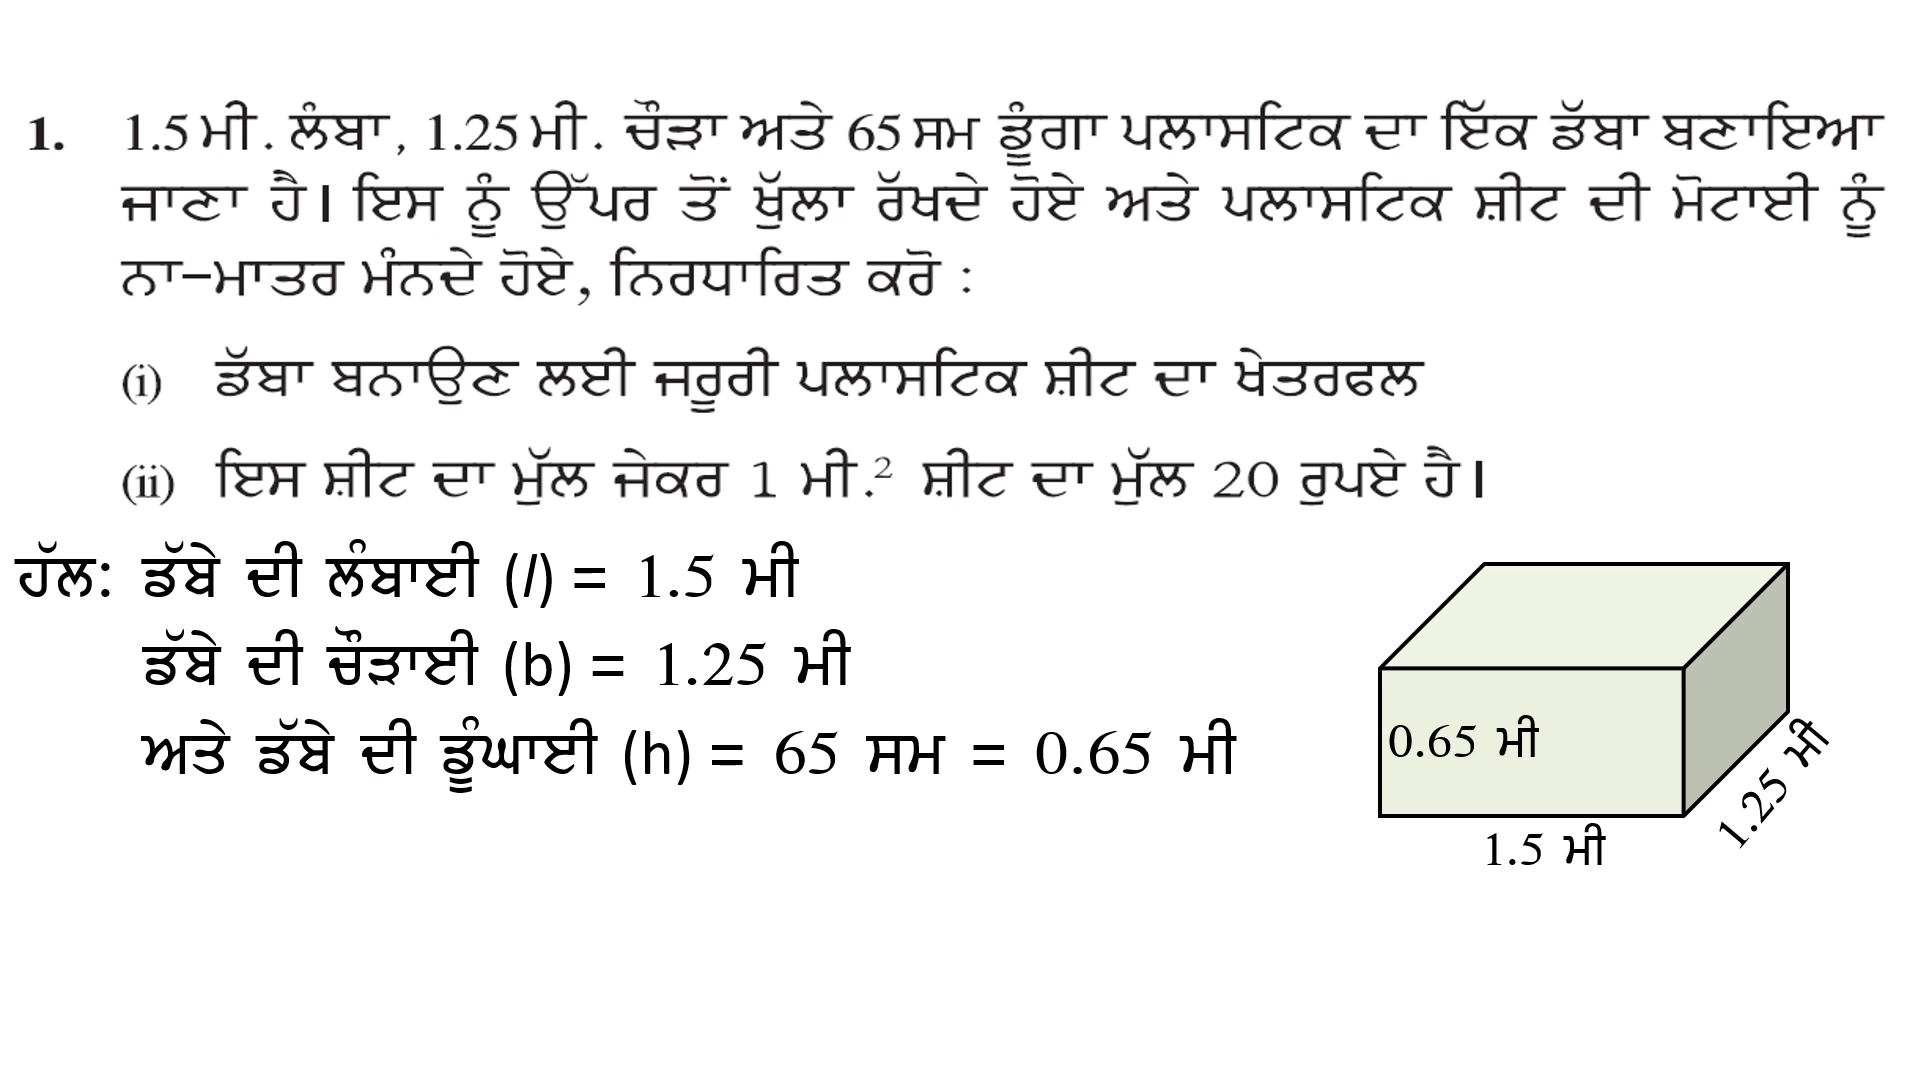 1. 1.5 ਮੀ. ਲੰਬਾ, 1.25 ਮੀ. ਚੌੜਾ ਅਤੇ 65 ਸਮ ਡੂੰਗਾ ਪਲਾਸਟਿਕ ਦਾ ਇੱਕ ਡੱਬਾ ਬਣਾਇਆ
ਜਾਣਾ ਹੈ। ਇਸ ਨੂੰ ਉੱਪਰ ਤੋਂ ਖੁੱਲਾ ਰੱਖਦੇ ਹੋਏ ਅਤੇ ਪਲਾਸਟਿਕ ਸ਼ੀਟ ਦੀ ਮੋਟਾਈ ਨੂੰ
ਨਾ-ਮਾਤਰ ਮੰਨਦੇ ਹੋਏ, ਨਿਰਧਾਰਿਤ ਕਰੋ :
(i) ਡੱਬਾ ਬਨਾਉਣ ਲਈ ਜਰੂਰੀ ਪਲਾਸਟਿਕ ਸ਼ੀਟ ਦਾ ਖੇਤਰਫਲ
(ii) ਇਸ ਸ਼ੀਟ ਦਾ ਮੁੱਲ ਜੇਕਰ 1 ਮੀ.² ਸ਼ੀਟ ਦਾ ਮੁੱਲ 20 ਰੁਪਏ ਹੈ।
ਹੱਲ: ਡੱਬੇ ਦੀ ਲੰਬਾਈ (l) = 1.5 ਮੀ
ਡੱਬੇ ਦੀ ਚੌੜਾਈ (b) = 1.25 ਮੀ
ਅਤੇ ਡੱਬੇ ਦੀ ਡੂੰਘਾਈ (h) = 65 ਸਮ = 0.65 ਮੀ
0.65 ਮੀ
1.25 ਮੀ
1.5 ਮੀ